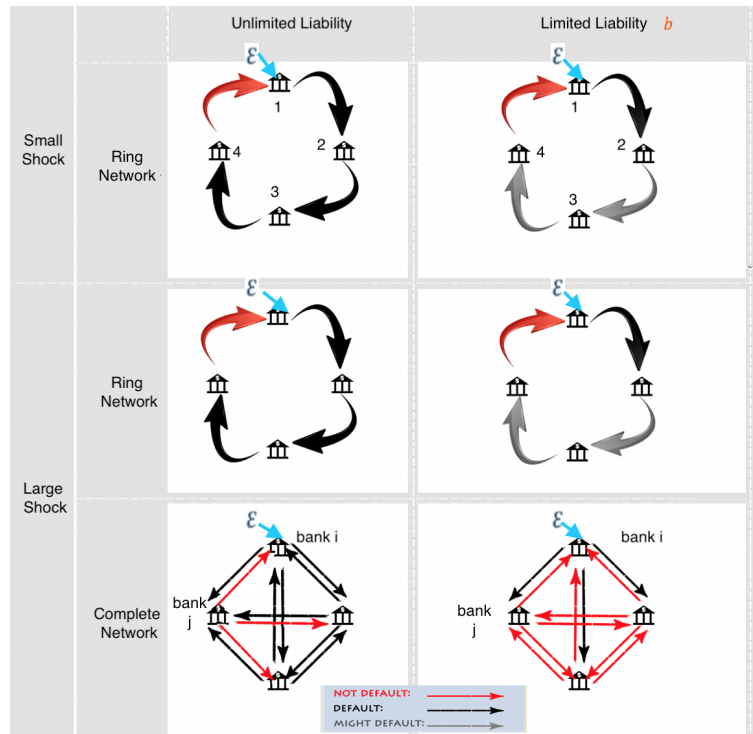 Unlimited Liability
Limited Liability b
Small
Shock
Ring
Network
ε
1
2
3
4
ε
1
2
3
4
Large
Shock
Ring
Network
ε
ε
Complete
Network
ε
bank i
bank
j
ε
bank i
bank
j
NOT DEFAULT:
DEFAULT:
MIGHT DEFAULT: